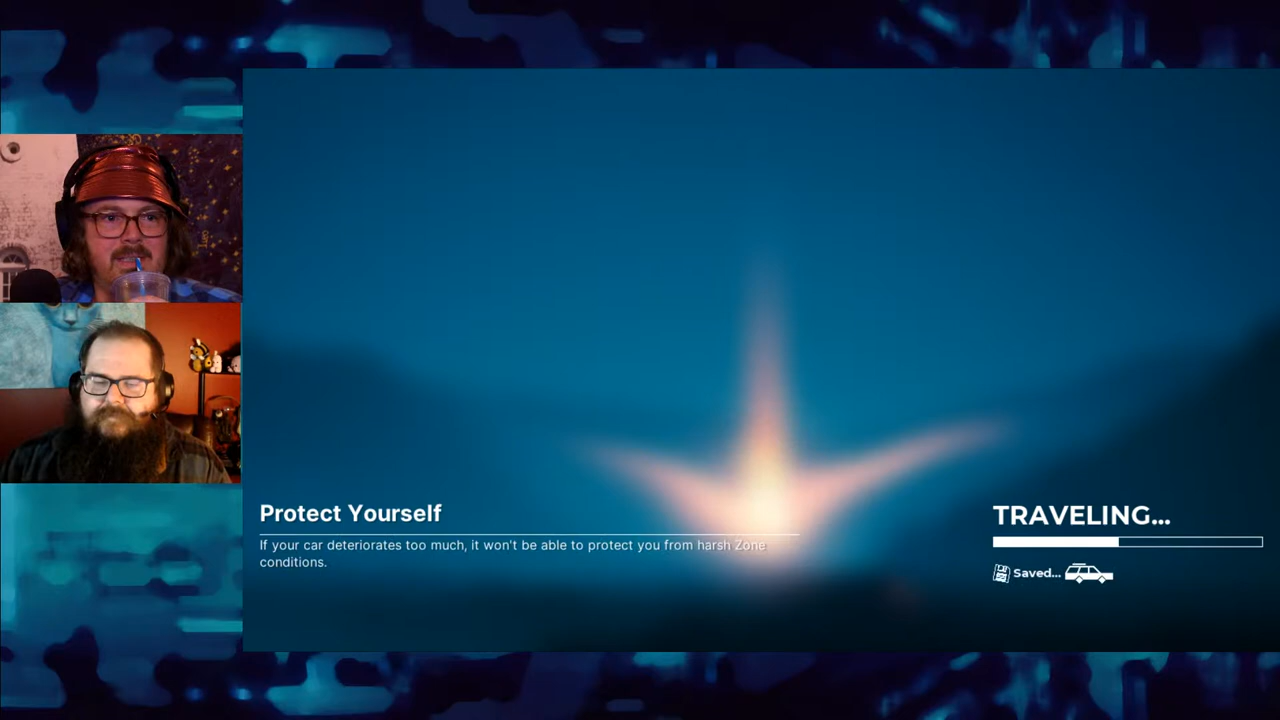 Protect Yourself
If your car deteriorates too much, it won't be able to protect you from harsh Zone
conditions.
TRAVELING...
Saved...